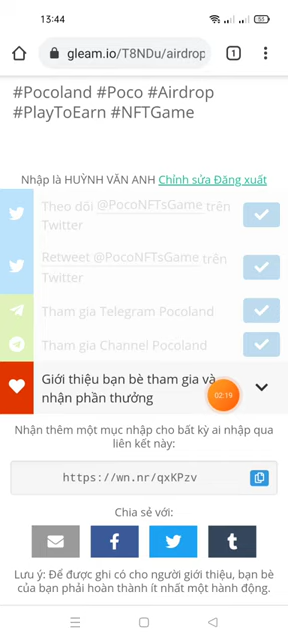 13:44
51
gleam.io/T8NDu/airdrop
1
#Pocoland #Poco #Airdrop
#PlayToEarn #NFTGame
Nhập là HUỲNH VĂN ANH Chỉnh sửa Đăng xuất
Theo dõi @PocoNFTsGame trên
Twitter
Retweet @PocoNFTsGame trên
Twitter
Tham gia Telegram Pocoland
Tham gia Channel Pocoland
Giới thiệu bạn bè tham gia và
nhận phần thưởng
02:19
Nhận thêm một mục nhập cho bất kỳ ai nhập qua
liên kết này:
https://wn.nr/qxKPzv
Chia sẻ với:
Lưu ý: Để được ghi có cho người giới thiệu, bạn bè
của bạn phải hoàn thành ít nhất một hành động.